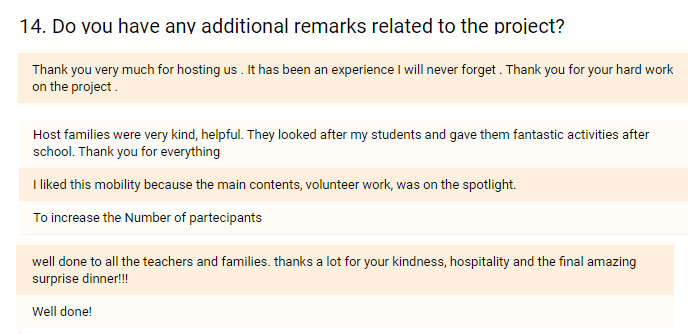 14. Do you have any additional remarks related to the project?
Thank you very much for hosting us . It has been an experience I will never forget . Thank you for your hard work
on the project .
Host families were very kind, helpful. They looked after my students and gave them fantastic activities after
school. Thank you for everything
I liked this mobility because the main contents, volunteer work, was on the spotlight.
To increase the Number of partecipants
well done to all the teachers and families. thanks a lot for your kindness, hospitality and the final amazing
surprise dinner!!!
Well done!